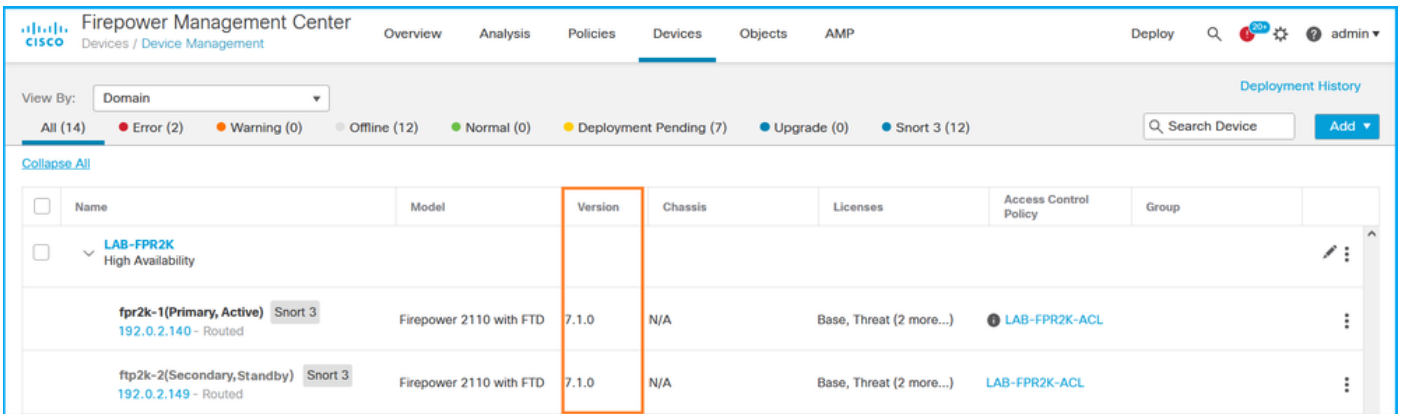 Firepower Management Center
CISCO Devices / Device Management
Overview Analysis Policies Devices Objects AMP Deploy 20+ admin
View By: Domain Deployment History
All (14) Error (2) Warning (0) Offline (12) Normal (0) Deployment Pending (7) Upgrade (0) Snort 3 (12) Search Device Add
Collapse All
Name Model Version Chassis Licenses Access Control Policy Group
LAB-FPR2K
High Availability
fpr2k-1(Primary, Active) Snort 3
192.0.2.140 - Routed
Firepower 2110 with FTD 7.1.0 N/A Base, Threat (2 more...) LAB-FPR2K-ACL
ftp2k-2(Secondary,Standby) Snort 3
192.0.2.149 - Routed
Firepower 2110 with FTD 7.1.0 N/A Base, Threat (2 more...) LAB-FPR2K-ACL